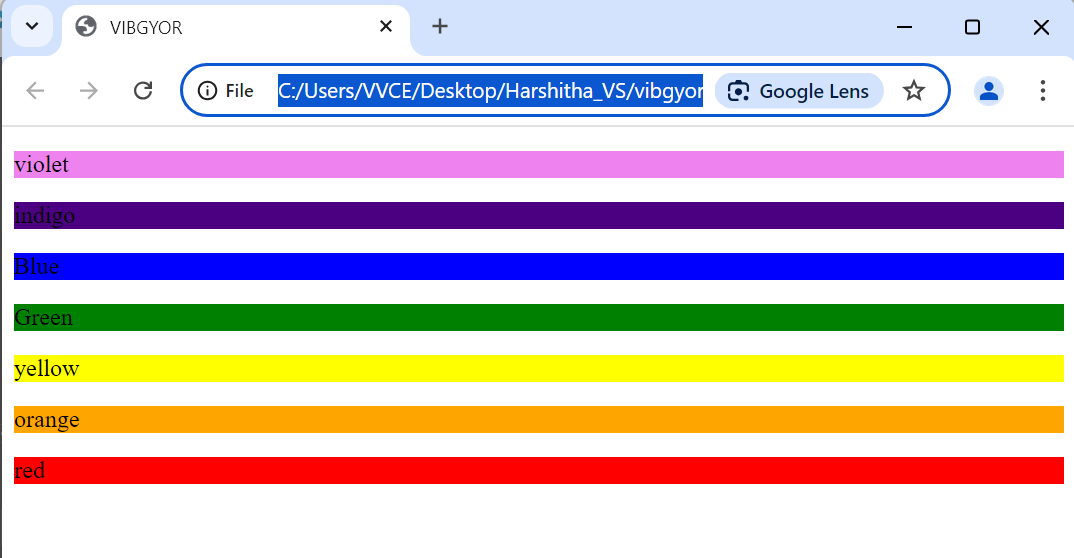 VIBGYOR
File C:/Users/VVCE/Desktop/Harshitha_VS/vibgyor Google Lens
violet
indigo
Blue
Green
yellow
orange
red